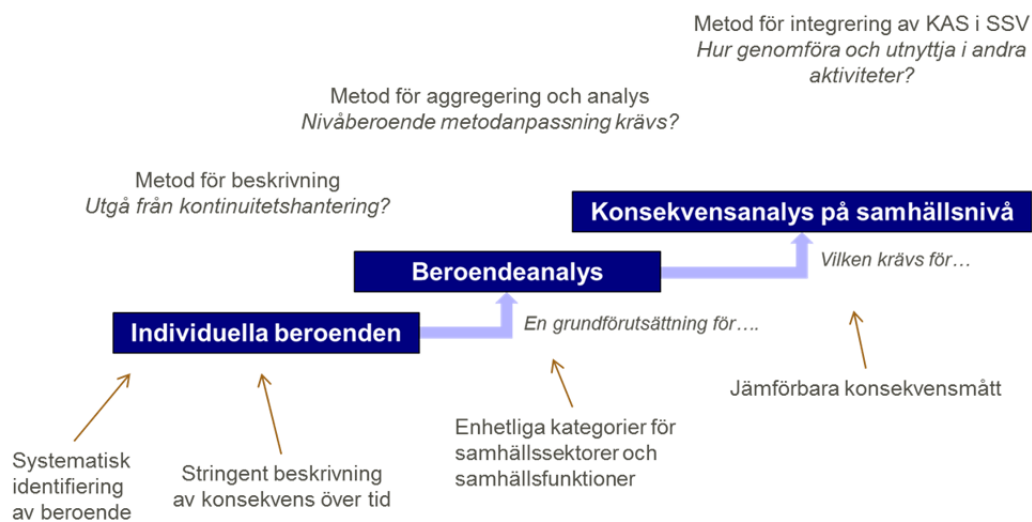 Metod för integrering av KAS i SSV
Hur genomföra och utnyttja i andra
aktiviteter?
Metod för aggregering och analys
Nivåberoende metodanpassning krävs?
Metod för beskrivning
Utgå från kontinuitetshantering?
Konsekvensanalys på samhällsnivå
Vilken krävs för…
Beroendeanalys
En grundförutsättning för….
Individuella beroenden
Jämförbara konsekvensmått
Enhetliga kategorier för
samhällssektorer och
samhällsfunktioner
Systematisk
identifiering
av beroende
Stringent beskrivning
av konsekvens över tid